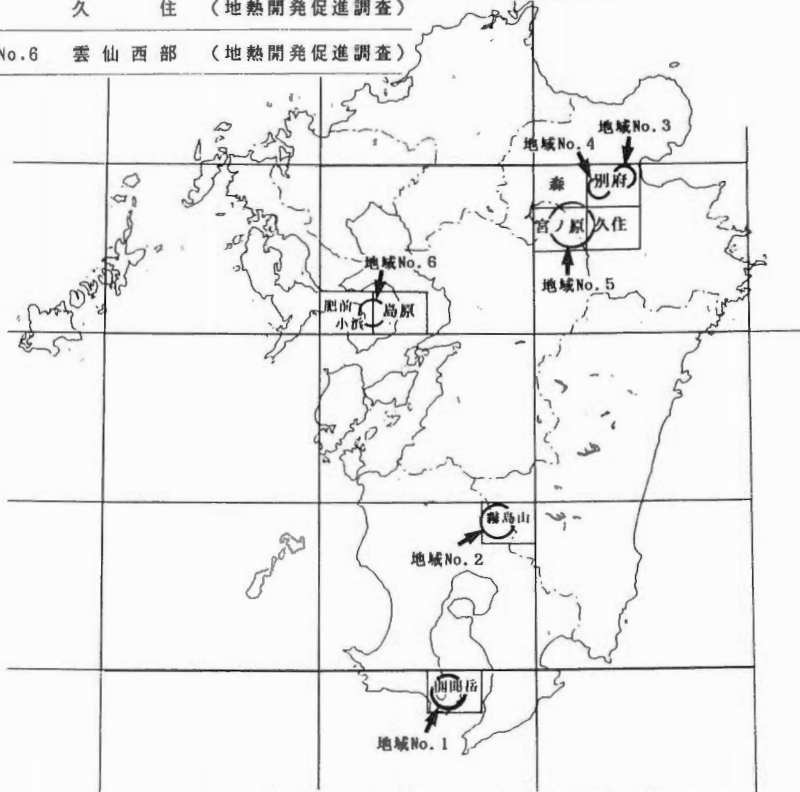 久 住 (地熱開発促進調査)
No.6 雲仙西部 (地熱開発促進調査)
地域No.3
地域No.4
森
別府
宮ノ原
久住
地域No.5
地域No.6
肥前
小浜
島原
霧島山
地域No.2
開聞岳
地域No.1